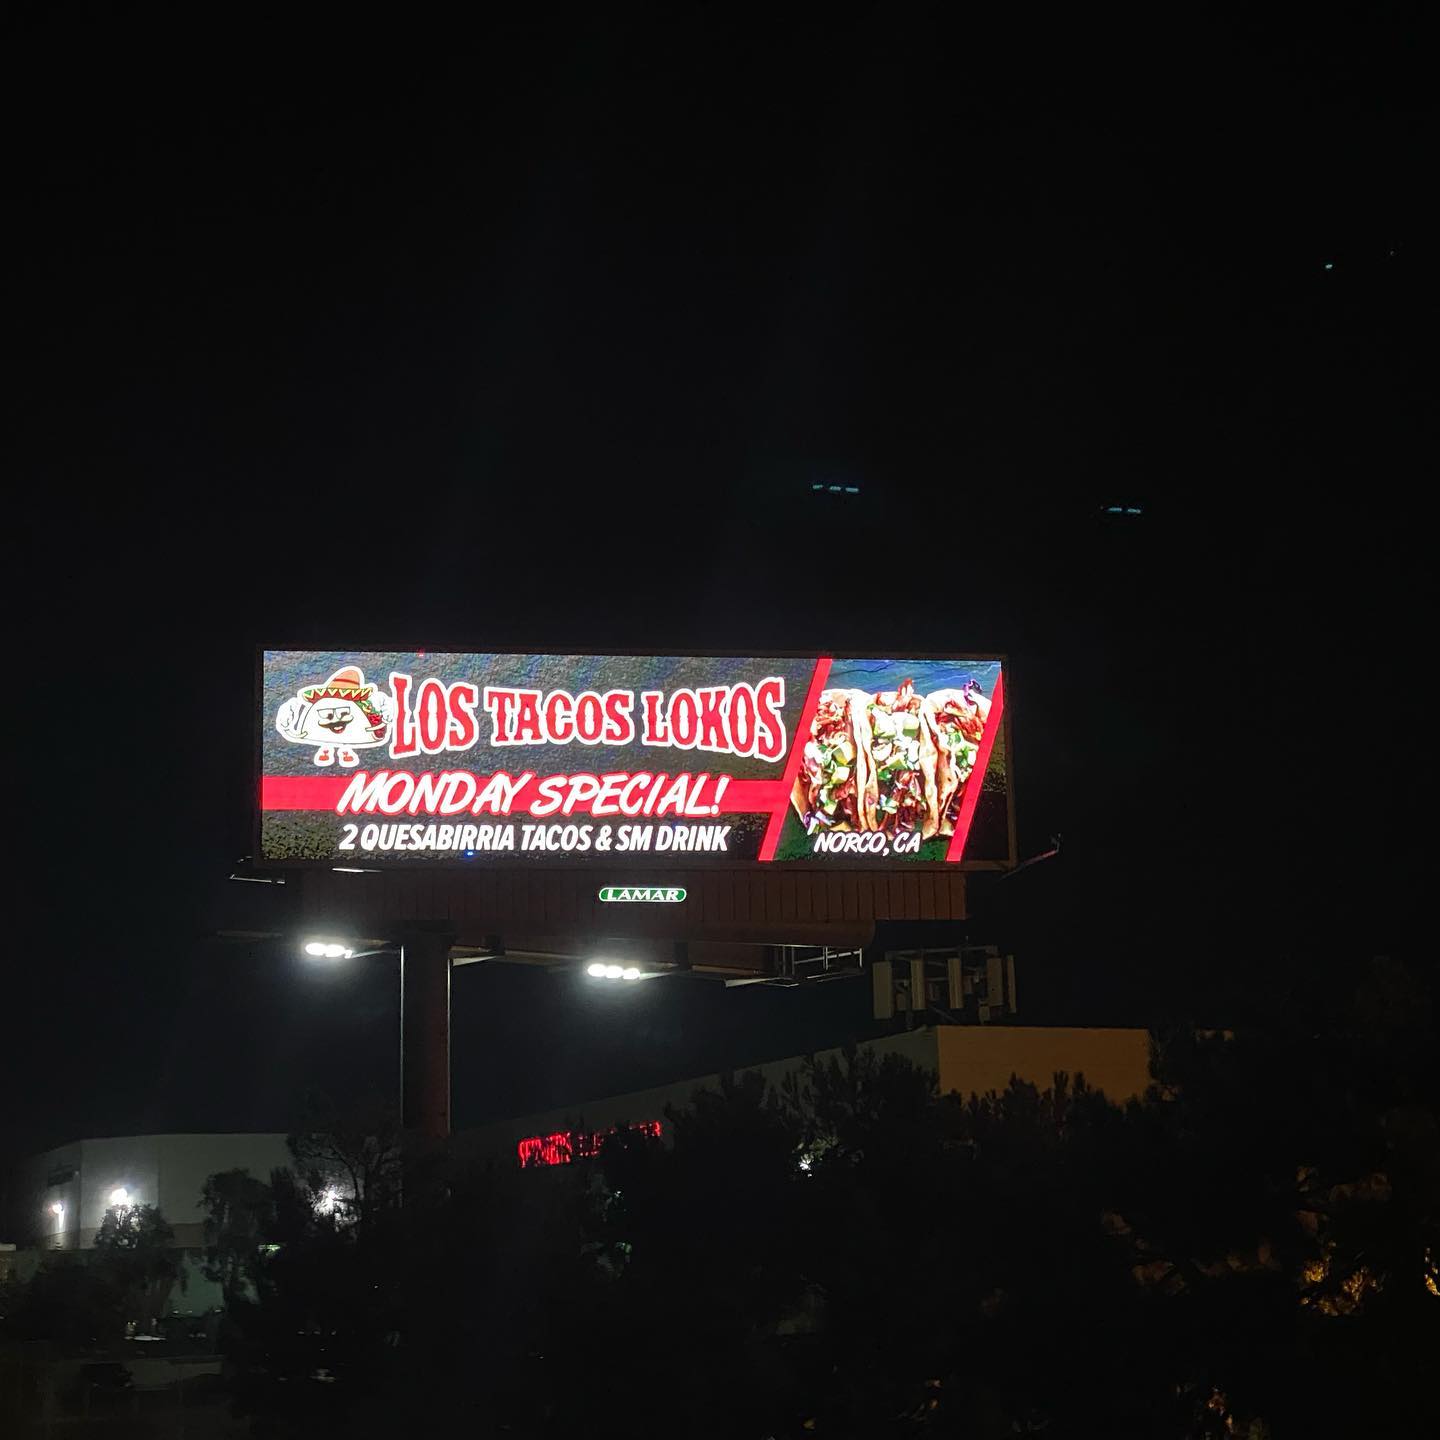 LOS TACOS LOKOS
MONDAY SPECIAL!
2 QUESABIRRIA TACOS & SM DRINK
NORCO, CA
LAMAR